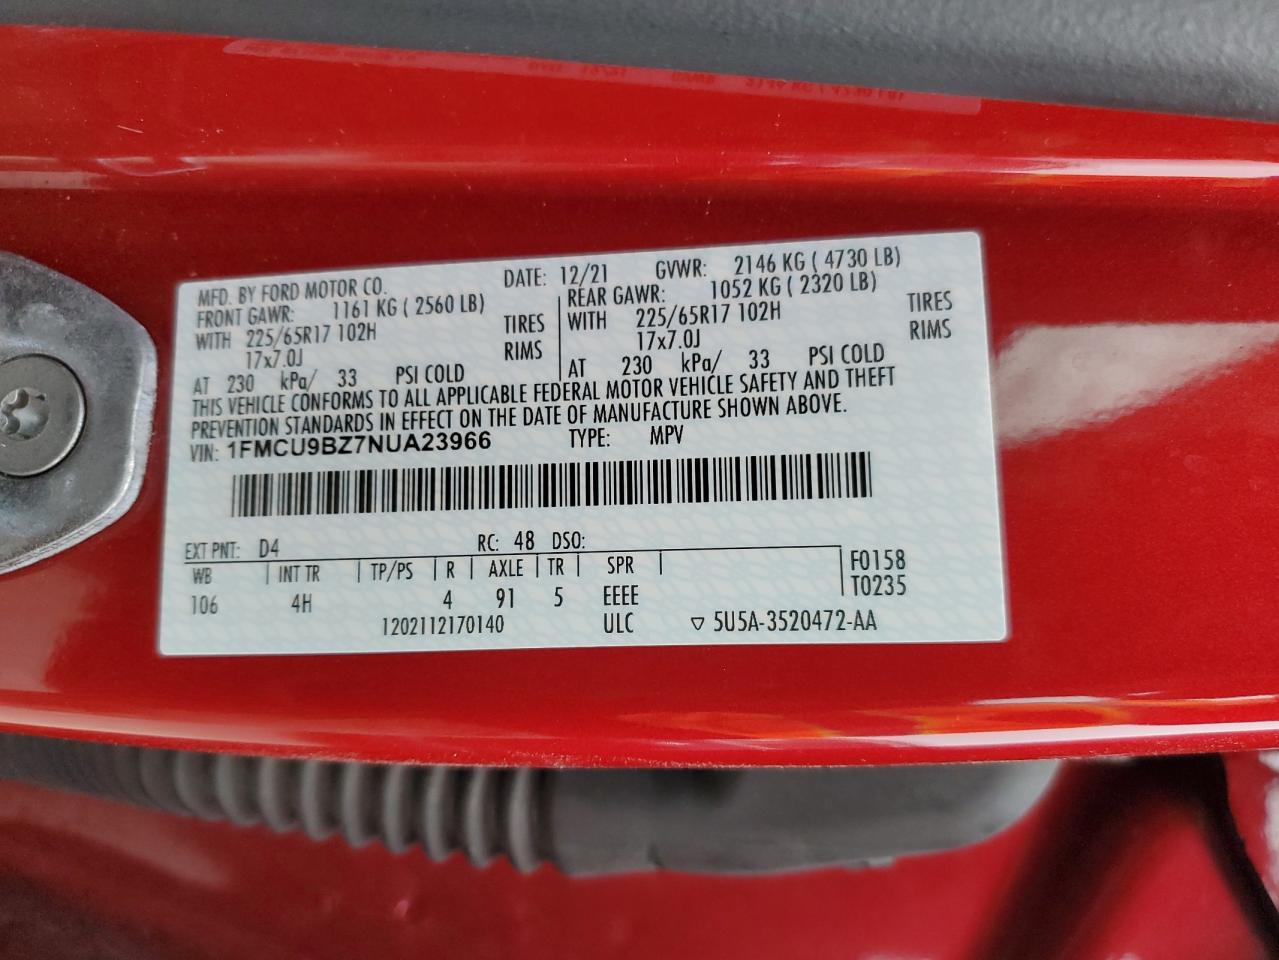 MFD. BY FORD MOTOR CO. DATE: 12/21 GVWR: 2146 KG ( 4730 LB)
FRONT GAWR: 1161 KG ( 2560 LB) REAR GAWR: 1052 KG ( 2320 LB)
WITH 225/65R17 102H TIRES WITH 225/65R17 102H TIRES
17x7.0J RIMS 17x7.0J RIMS
AT 230 kPa/ 33 PSI COLD AT 230 kPa/ 33 PSI COLD
THIS VEHICLE CONFORMS TO ALL APPLICABLE FEDERAL MOTOR VEHICLE SAFETY AND THEFT
PREVENTION STANDARDS IN EFFECT ON THE DATE OF MANUFACTURE SHOWN ABOVE.
VIN: 1FMCU9BZ7NUA23966 TYPE: MPV
EXT PNT: D4 RC: 48 DSO:
WB INT TR TP/PS R AXLE TR SPR F0158
106 4H 4 91 5 EEEE T0235
1202112170140 ULC ▽ 5U5A-3520472-AA